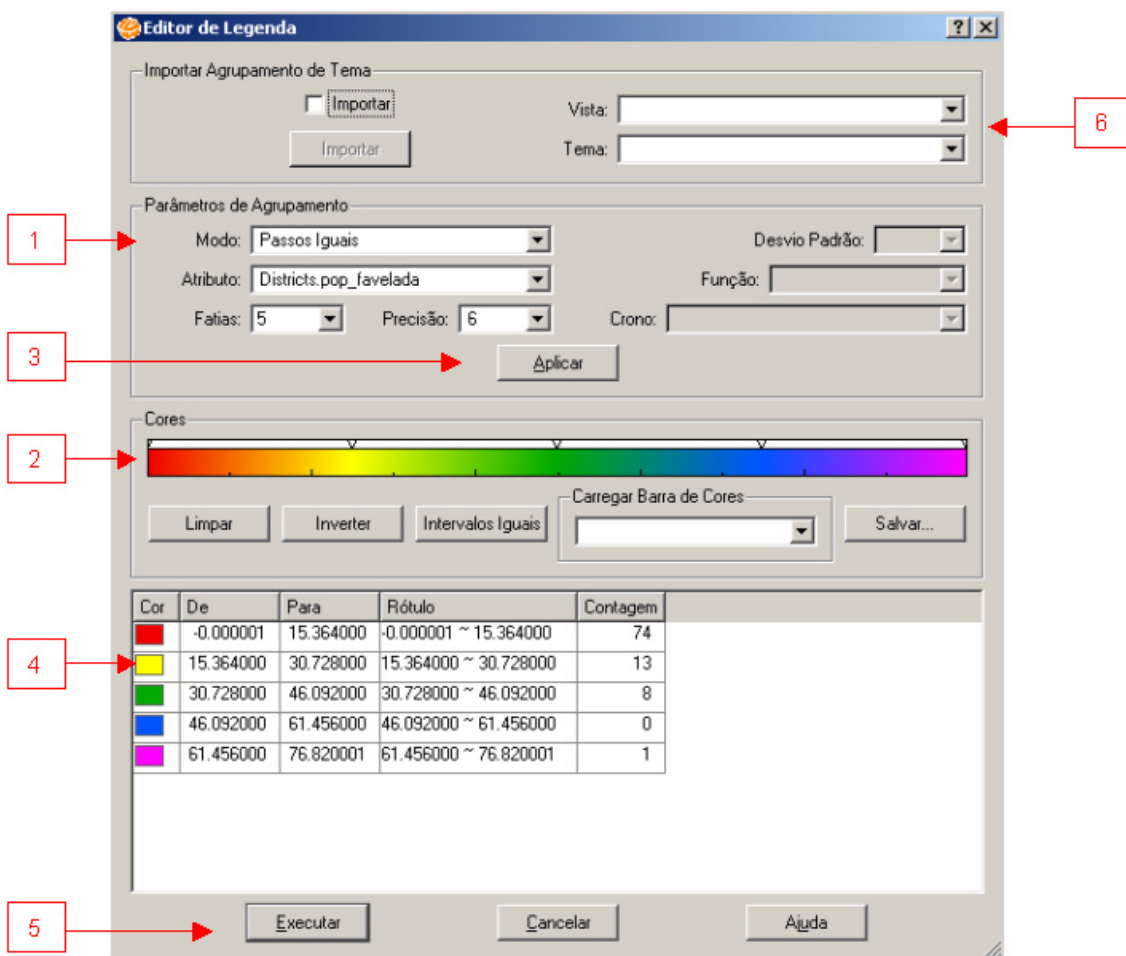 Editor de Legenda
Importar Agrupamento de Tema
Importar
Vista:
Importar
Tema:
6
Parâmetros de Agrupamento
1
Modo: Passos Iguais
Desvio Padrão:
Atributo: Districts.pop_favelada
Função:
Fatias: 5
Precisão: 6
Crono:
3
Aplicar
Cores
2
Limpar
Inverter
Intervalos Iguais
Carregar Barra de Cores
Salvar...
Cor De Para Rótulo Contagem
-0.000001 15.364000 -0.000001 ~ 15.364000 74
4
15.364000 30.728000 15.364000 ~ 30.728000 13
30.728000 46.092000 30.728000 ~ 46.092000 8
46.092000 61.456000 46.092000 ~ 61.456000 0
61.456000 76.820001 61.456000 ~ 76.820001 1
5
Executar
Cancelar
Ajuda